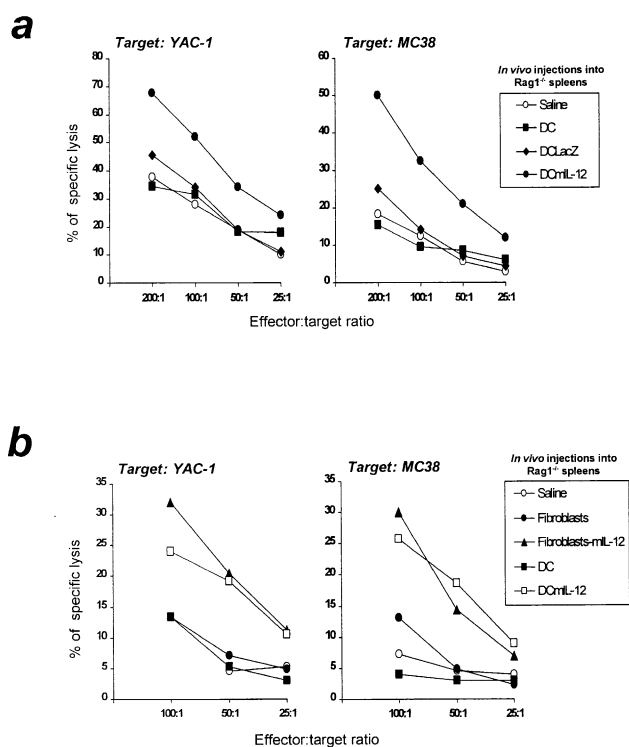 a
Target: YAC-1
Target: MC38
In vivo injections into
Rag1-/- spleens
Saline
DC
DCLacZ
DCmIL-12
% of specific lysis
80
70
60
50
40
30
20
10
0
200:1 100:1 50:1 25:1
60
50
40
30
20
10
0
200:1 100:1 50:1 25:1
Effector:target ratio
b
Target: YAC-1
Target: MC38
In vivo injections into
Rag1-/- spleens
Saline
Fibroblasts
Fibroblasts-mIL-12
DC
DCmIL-12
% of specific lysis
35
30
25
20
15
10
5
0
100:1 50:1 25:1
35
30
25
20
15
10
5
0
100:1 50:1 25:1
Effector:target ratio